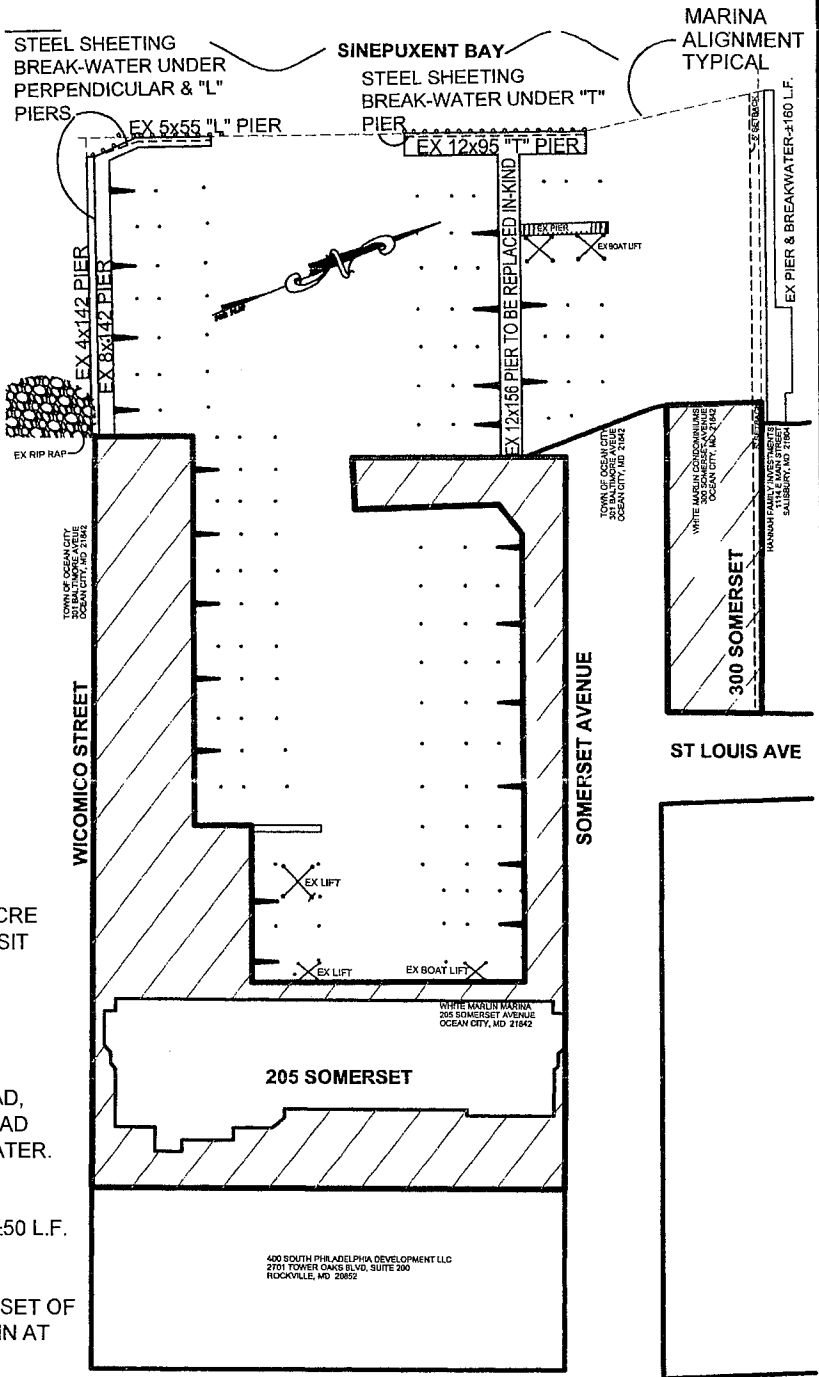 STEEL SHEETING
BREAK-WATER UNDER
PERPENDICULAR & "L"
PIERS
SINEPUXENT BAY
STEEL SHEETING
BREAK-WATER UNDER "T"
PIER
MARINA
ALIGNMENT
TYPICAL
EX 5x55 "L" PIER
EX 12x95 "T" PIER
5' SETBACK
EX PIER & BREAKWATER-±160 L.F.
EX 4x142 PIER
EX 8x142 PIER
EX 12x156 PIER TO BE REPLACED IN-KIND
EX PIER
EX BOAT LIFT
EX RIP RAP
TOWN OF OCEAN CITY
301 BALTIMORE AVEUE
OCEAN CITY, MD 21842
TOWN OF OCEAN CITY
301 BALTIMORE AVEUE
OCEAN CITY, MD 21842
WHITE MARLIN CONDOMINIUMS
300 SOMERSET AVENUE
OCEAN CITY, MD 21842
HANNAH FAMILY INVESTMENTS
1114 E MAIN STREET
SALISBURY, MD 21804
300 SOMERSET
WICOMICO STREET
SOMERSET AVENUE
ST LOUIS AVE
EX LIFT
EX LIFT
EX BOAT LIFT
WHITE MARLIN MARINA
205 SOMERSET AVENUE
OCEAN CITY, MD 21842
205 SOMERSET
CRE
SIT
AD,
AD
ATER.
±50 L.F.
SET OF
IN AT
400 SOUTH PHILADELPHIA DEVELOPMENT LLC
2701 TOWER OAKS BLVD, SUITE 200
ROCKVILLE, MD 20852